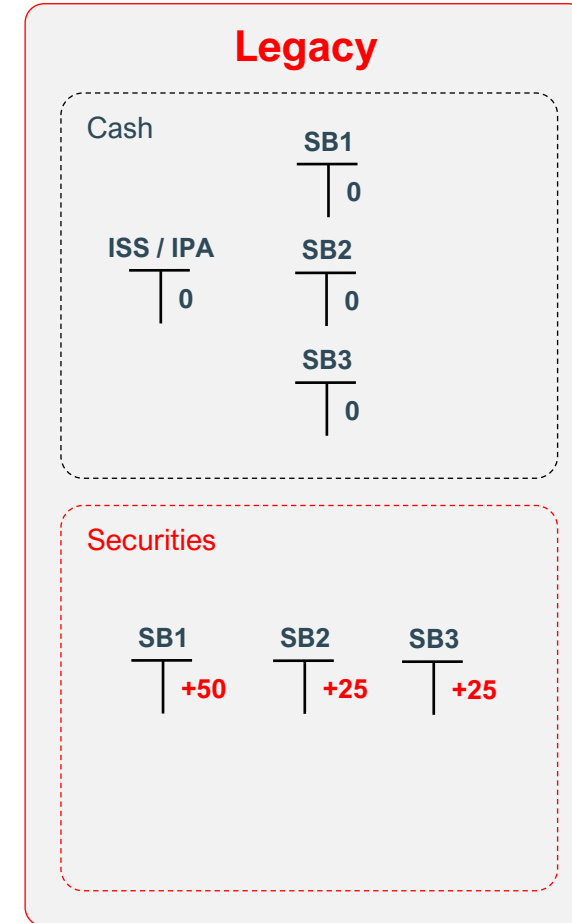 Legacy
Cash
SB1
0
ISS / IPA
SB2
0
0
SB3
0
Securities
SB1
SB2
SB3
+50
+25
+25